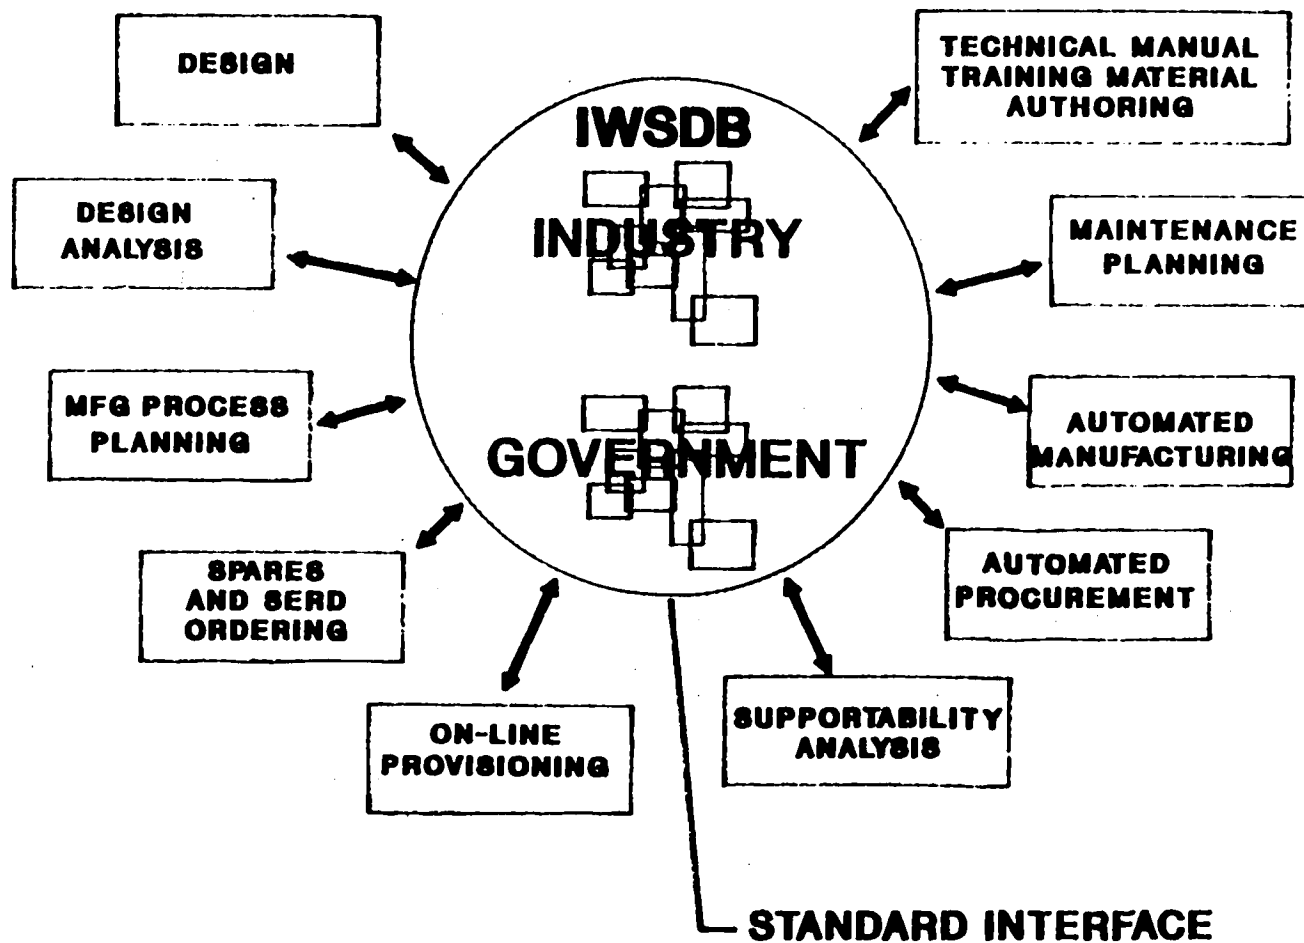 DESIGN
TECHNICAL MANUAL
TRAINING MATERIAL
AUTHORING
IWSDB
INDUSTRY
DESIGN
ANALYSIS
MAINTENANCE
PLANNING
MFG PROCESS
PLANNING
AUTOMATED
MANUFACTURING
GOVERNMENT
SPARES
AND SERD
ORDERING
AUTOMATED
PROCUREMENT
ON-LINE
PROVISIONING
SUPPORTABILITY
ANALYSIS
STANDARD INTERFACE